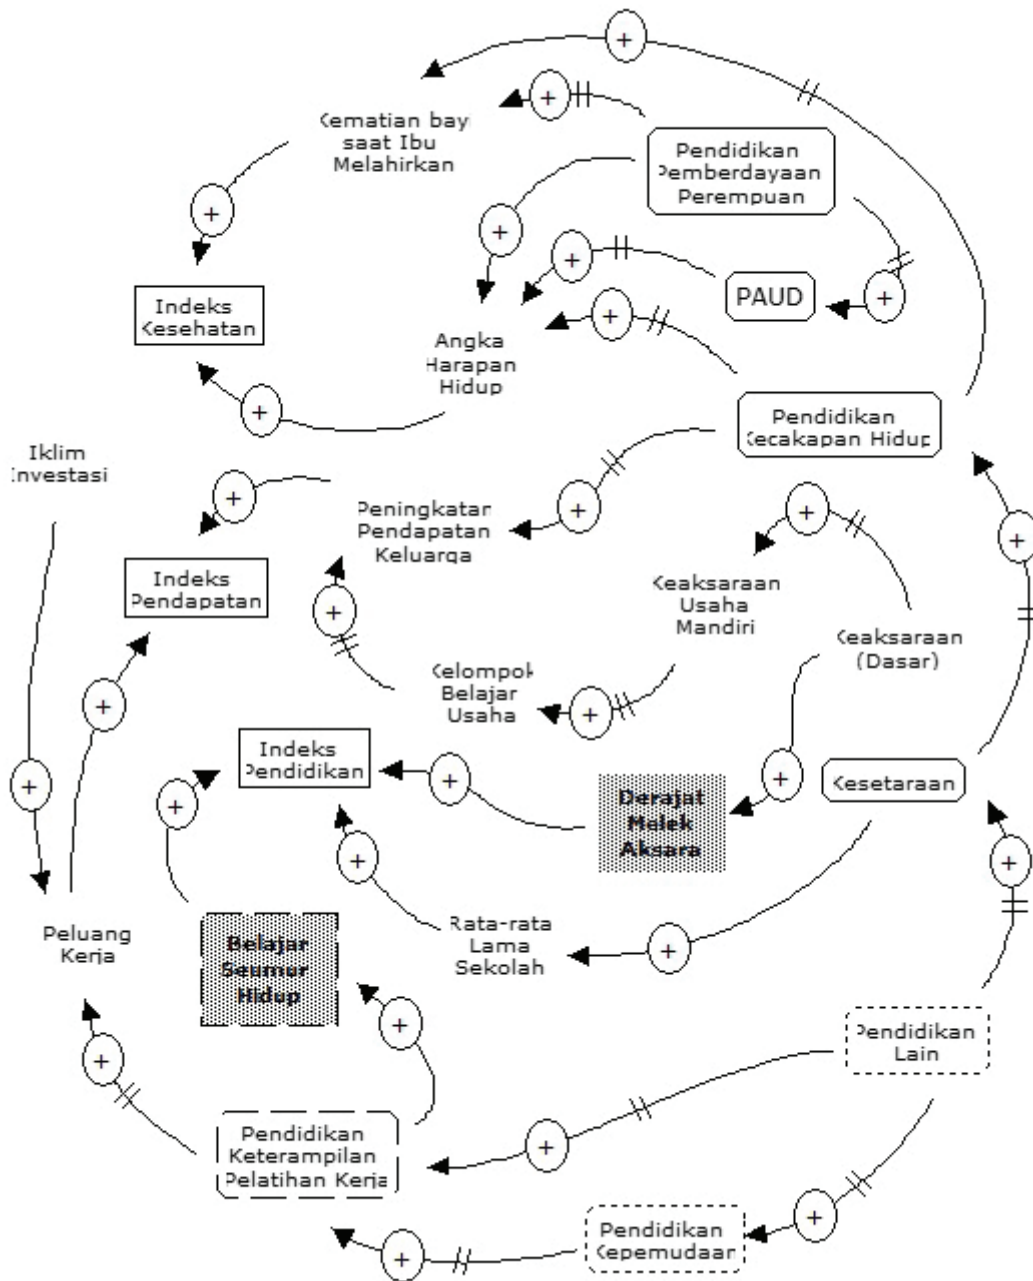 Kematian bay
saat Ibu
Melahirkan
Pendidikan
Pemberdayaan
Perempuan
PAUD
Indeks
Kesehatan
Angka
Harapan
Hidup
Pendidikan
Kecakapan Hidup
Iklim
Investasi
Peningkatan
Pendapatan
Keluarga
Indeks
Pendapatan
Keaksaraan
Usaha
Mandiri
Keaksaraan
(Dasar)
Kelompok
Belajar
Usaha
Indeks
Pendidikan
Derajat
Melek
Aksara
Kesetaraan
Peluang
Kerja
Belajar
Seumur
Hidup
Rata-rata
Lama
Sekolah
Pendidikan
Lain
Pendidikan
Keterampilan
Pelatihan Kerja
Pendidikan
Kepemudaan